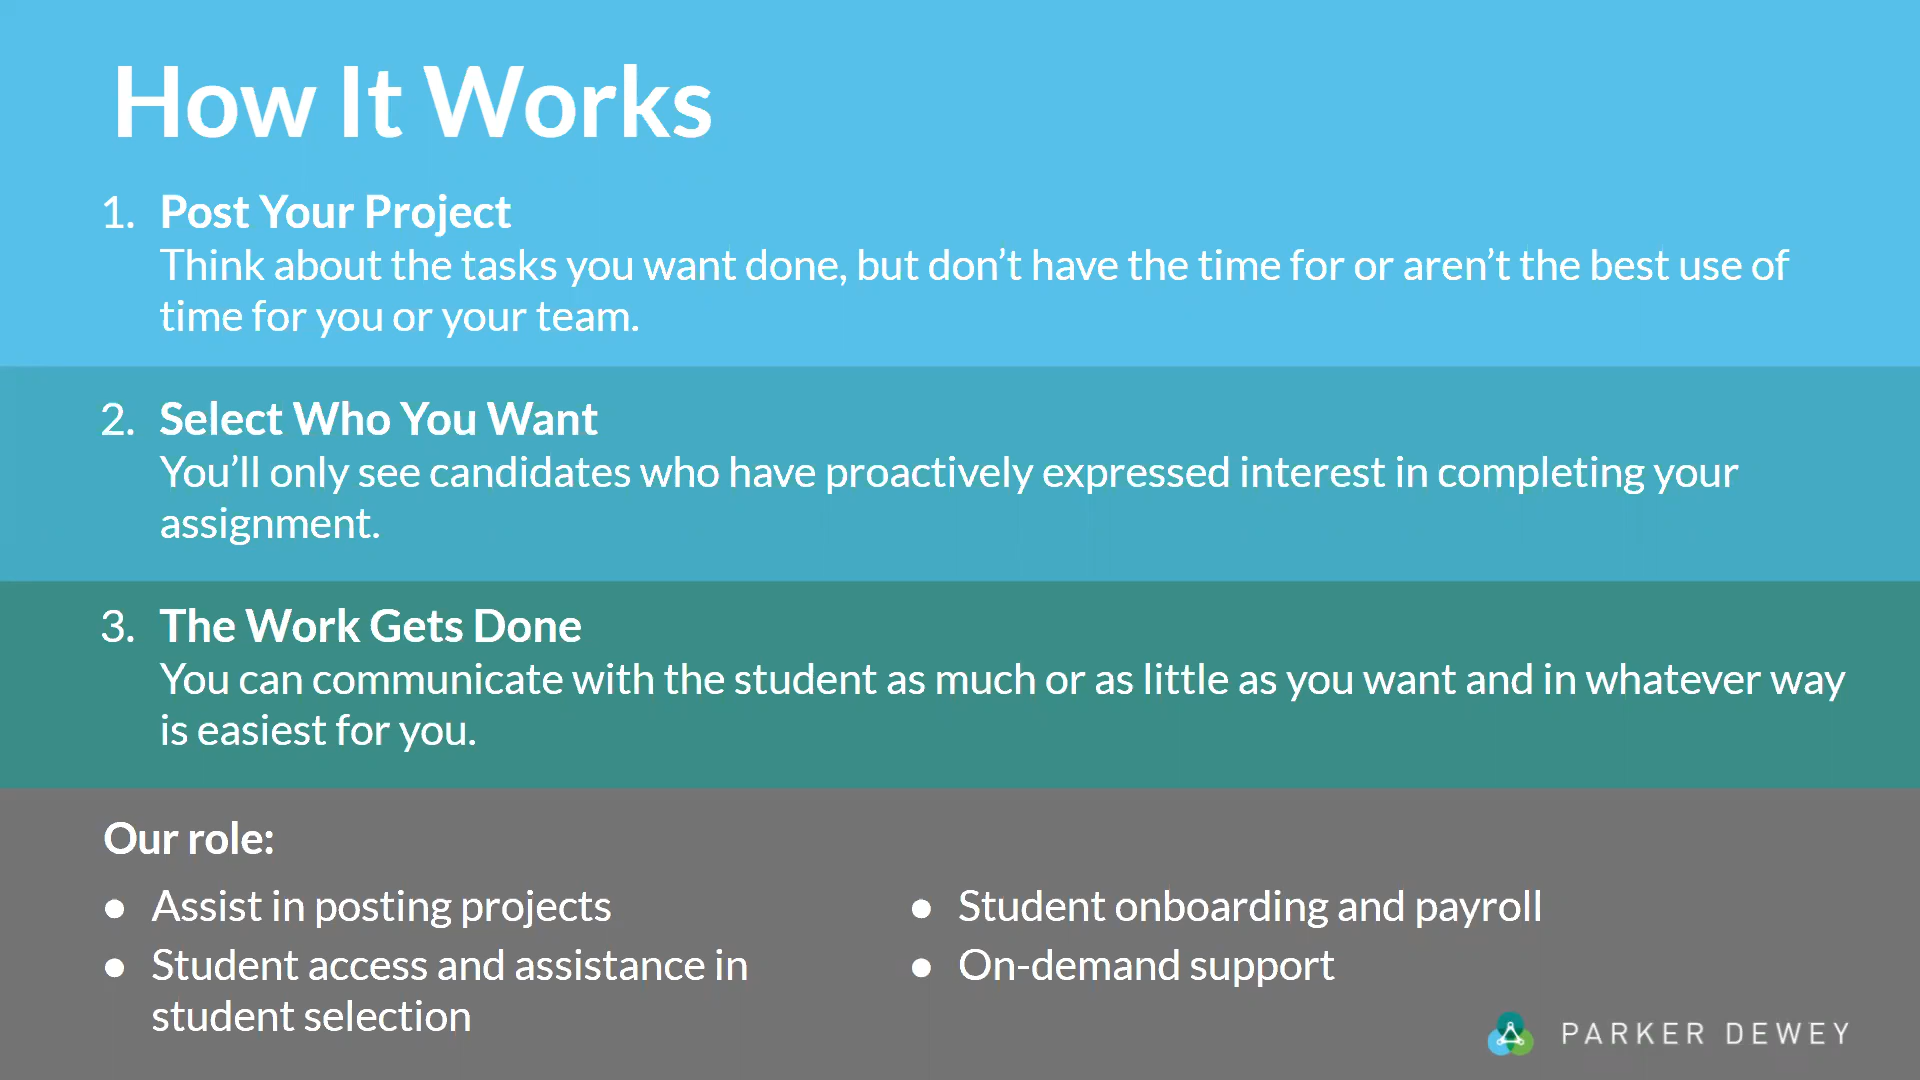 How It Works
1. Post Your Project
Think about the tasks you want done, but don’t have the time for or aren’t the best use of
time for you or your team.
2. Select Who You Want
You’ll only see candidates who have proactively expressed interest in completing your
assignment.
3. The Work Gets Done
You can communicate with the student as much or as little as you want and in whatever way
is easiest for you.
Our role:
● Assist in posting projects
● Student access and assistance in
student selection
● Student onboarding and payroll
● On-demand support
PARKER DEWEY